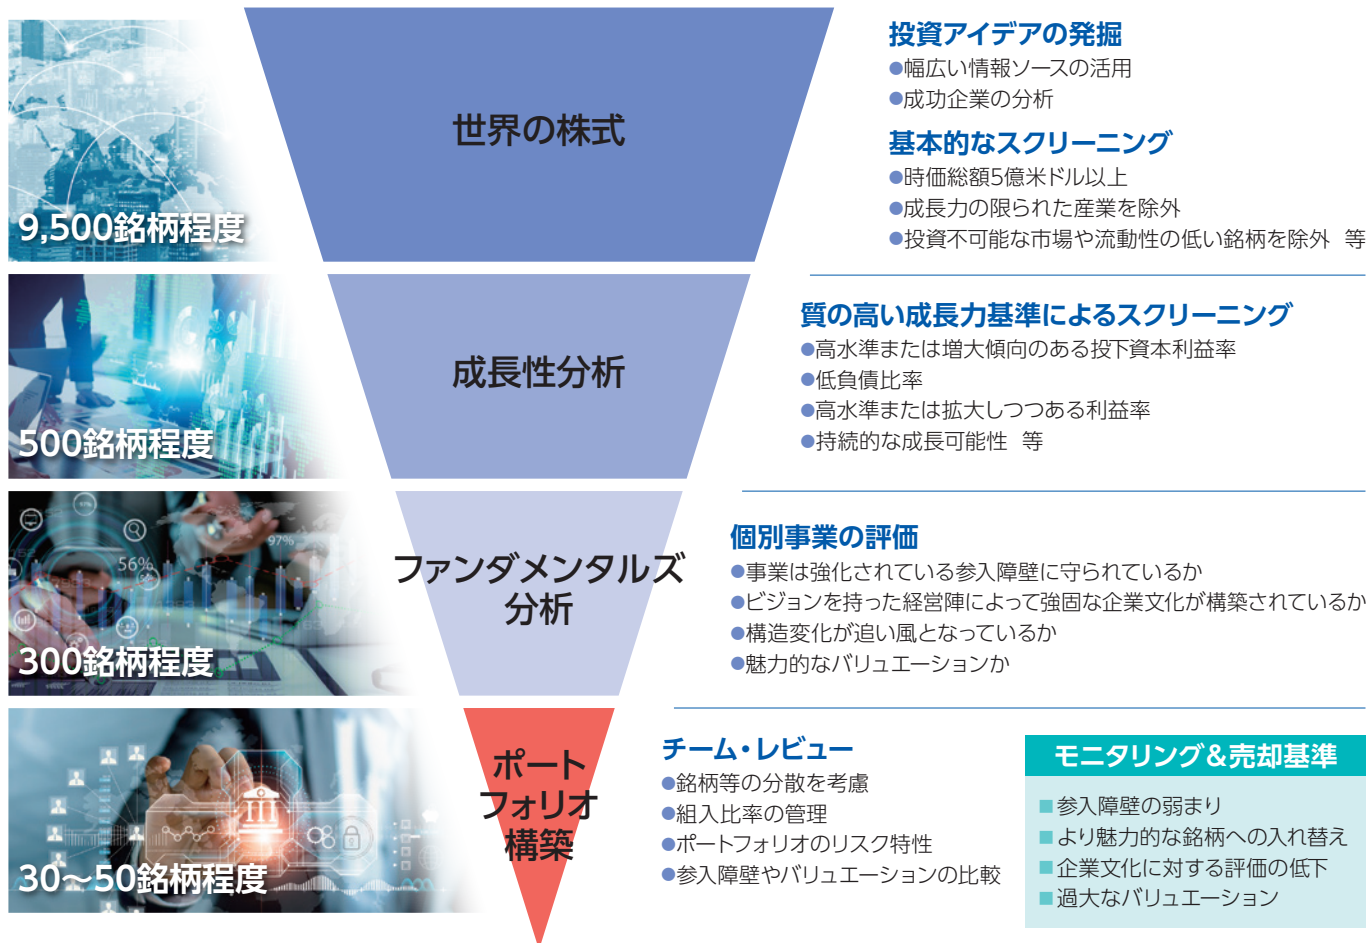 世界の株式
9,500銘柄程度
投資アイデアの発掘
●幅広い情報ソースの活用
●成功企業の分析
基本的なスクリーニング
●時価総額5億米ドル以上
●成長力の限られた産業を除外
●投資不可能な市場や流動性の低い銘柄を除外 等
成長性分析
500銘柄程度
質の高い成長力基準によるスクリーニング
●高水準または増大傾向のある投下資本利益率
●低負債比率
●高水準または拡大しつつある利益率
●持続的な成長可能性 等
ファンダメンタルズ
分析
97%
56%
300銘柄程度
個別事業の評価
●事業は強化されている参入障壁に守られているか
●ビジョンを持った経営陣によって強固な企業文化が構築されているか
●構造変化が追い風となっているか
●魅力的なバリュエーションか
ポート
フォリオ
構築
30～50銘柄程度
チーム・レビュー
●銘柄等の分散を考慮
●組入比率の管理
●ポートフォリオのリスク特性
●参入障壁やバリュエーションの比較
モニタリング＆売却基準
■参入障壁の弱まり
■より魅力的な銘柄への入れ替え
■企業文化に対する評価の低下
■過大なバリュエーション